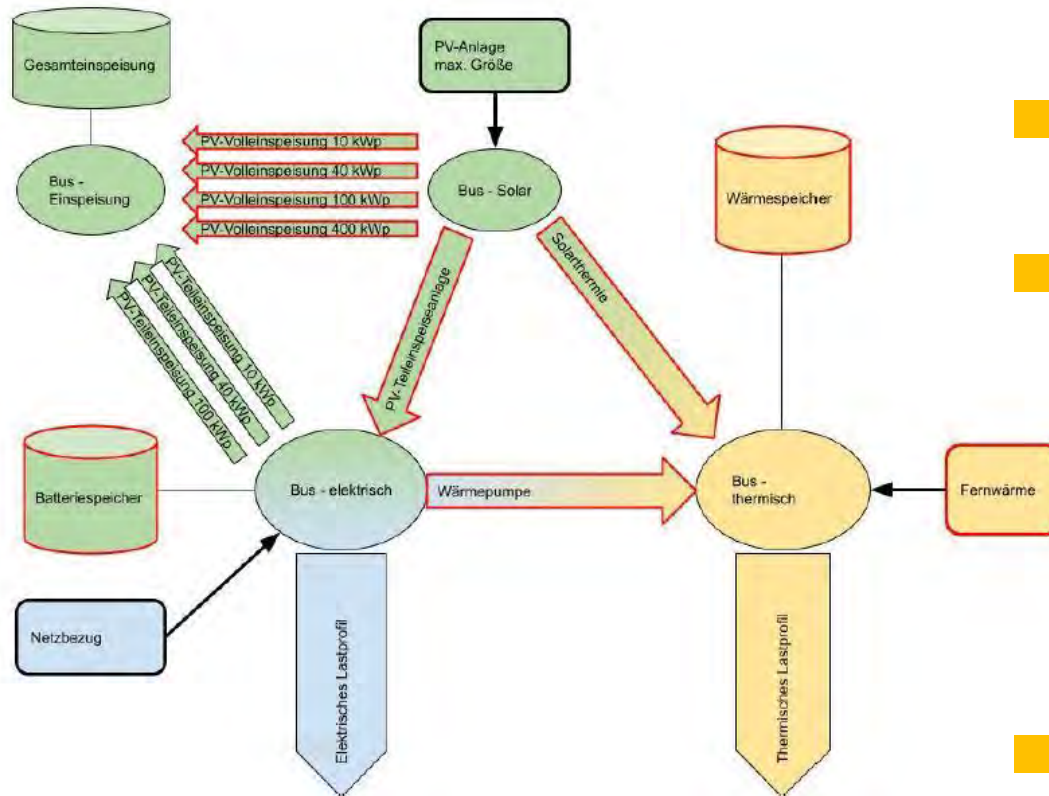 Gesamteinspeisung
PV-Anlage
max. Größe
PV-Volleinspeisung 10 kWp
PV-Volleinspeisung 40 kWp
PV-Volleinspeisung 100 kWp
PV-Volleinspeisung 400 kWp
Bus -
Einspeisung
Bus - Solar
Wärmespeicher
PV-Teileinspeisung 10 kWp
PV-Teileinspeisung 40 kWp
PV-Teileinspeisung 100 kWp
PV-Teileinspeiseanlage
Solarthermie
Batteriespeicher
Bus - elektrisch
Wärmepumpe
Bus -
thermisch
Fernwärme
Netzbezug
Elektrisches Lastprofil
Thermisches Lastprofil